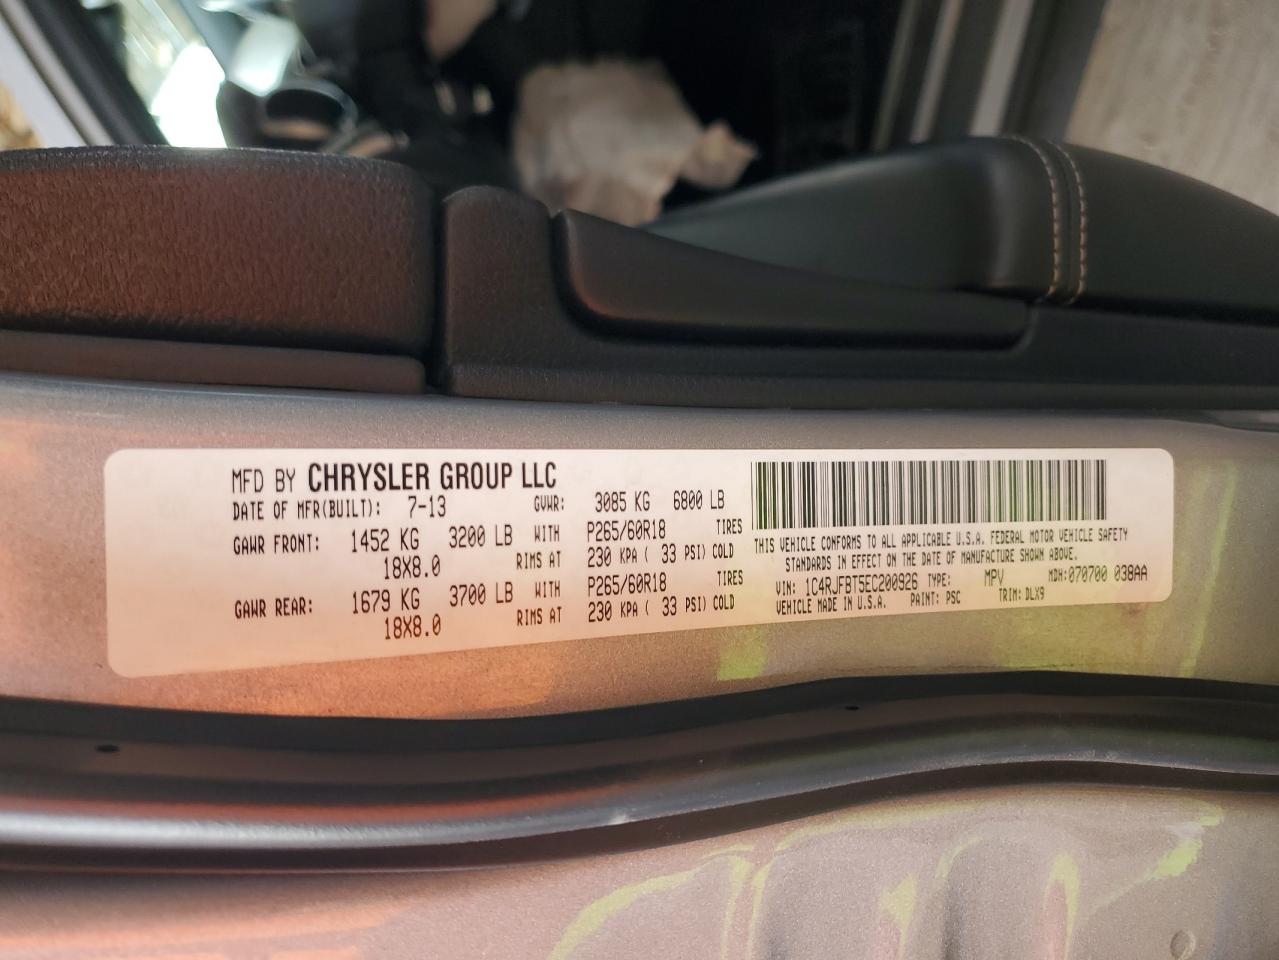 MFD BY CHRYSLER GROUP LLC
DATE OF MFR(BUILT): 7-13 GVWR: 3085 KG 6800 LB
GAWR FRONT: 1452 KG 3200 LB WITH P265/60R18 TIRES
18X8.0 RIMS AT 230 KPA ( 33 PSI) COLD
GAWR REAR: 1679 KG 3700 LB WITH P265/60R18 TIRES
18X8.0 RIMS AT 230 KPA ( 33 PSI) COLD
THIS VEHICLE CONFORMS TO ALL APPLICABLE U.S.A. FEDERAL MOTOR VEHICLE SAFETY
STANDARDS IN EFFECT ON THE DATE OF MANUFACTURE SHOWN ABOVE.
VIN: 1C4RJFBT5EC200926 TYPE: MPV MDH:070700 038AA
VEHICLE MADE IN U.S.A. PAINT: PSC TRIM: DLX9